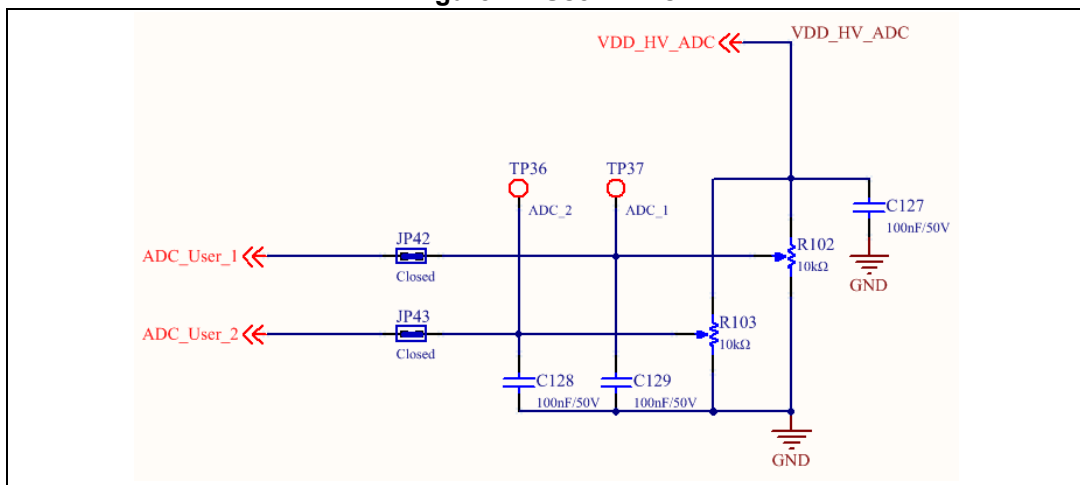 VDD_HV_ADC
VDD_HV_ADC
TP36
TP37
ADC_2
ADC_1
C127
100nF/50V
JP42
R102
ADC_User_1
10kΩ
Closed
GND
JP43
R103
ADC_User_2
10kΩ
Closed
C128
C129
100nF/50V
100nF/50V
GND